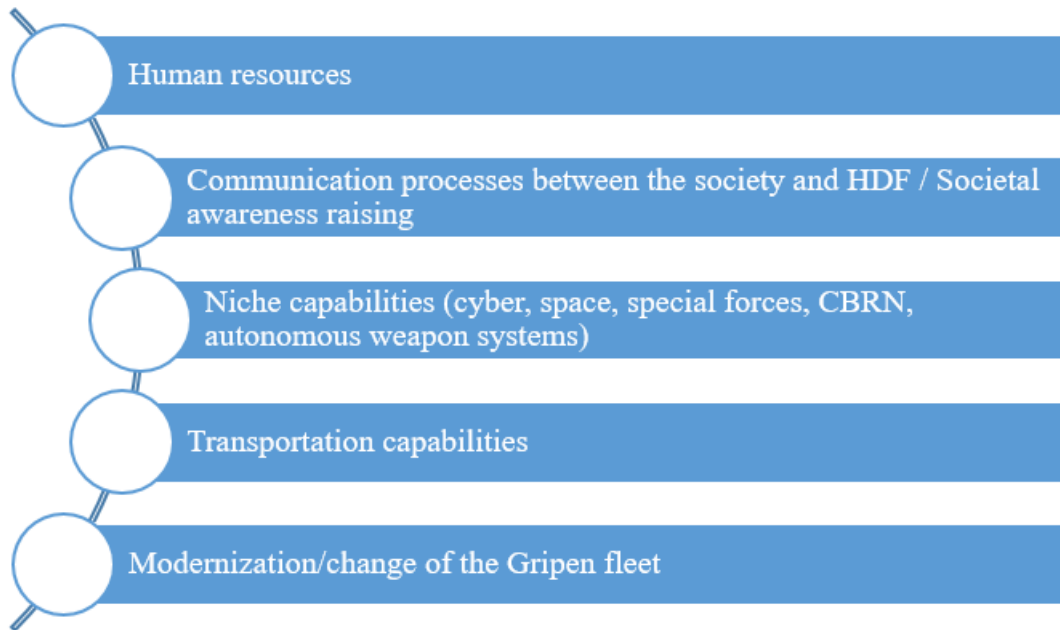 Human resources
Communication processes between the society and HDF / Societal
awareness raising
Niche capabilities (cyber, space, special forces, CBRN,
autonomous weapon systems)
Transportation capabilities
Modernization/change of the Gripen fleet